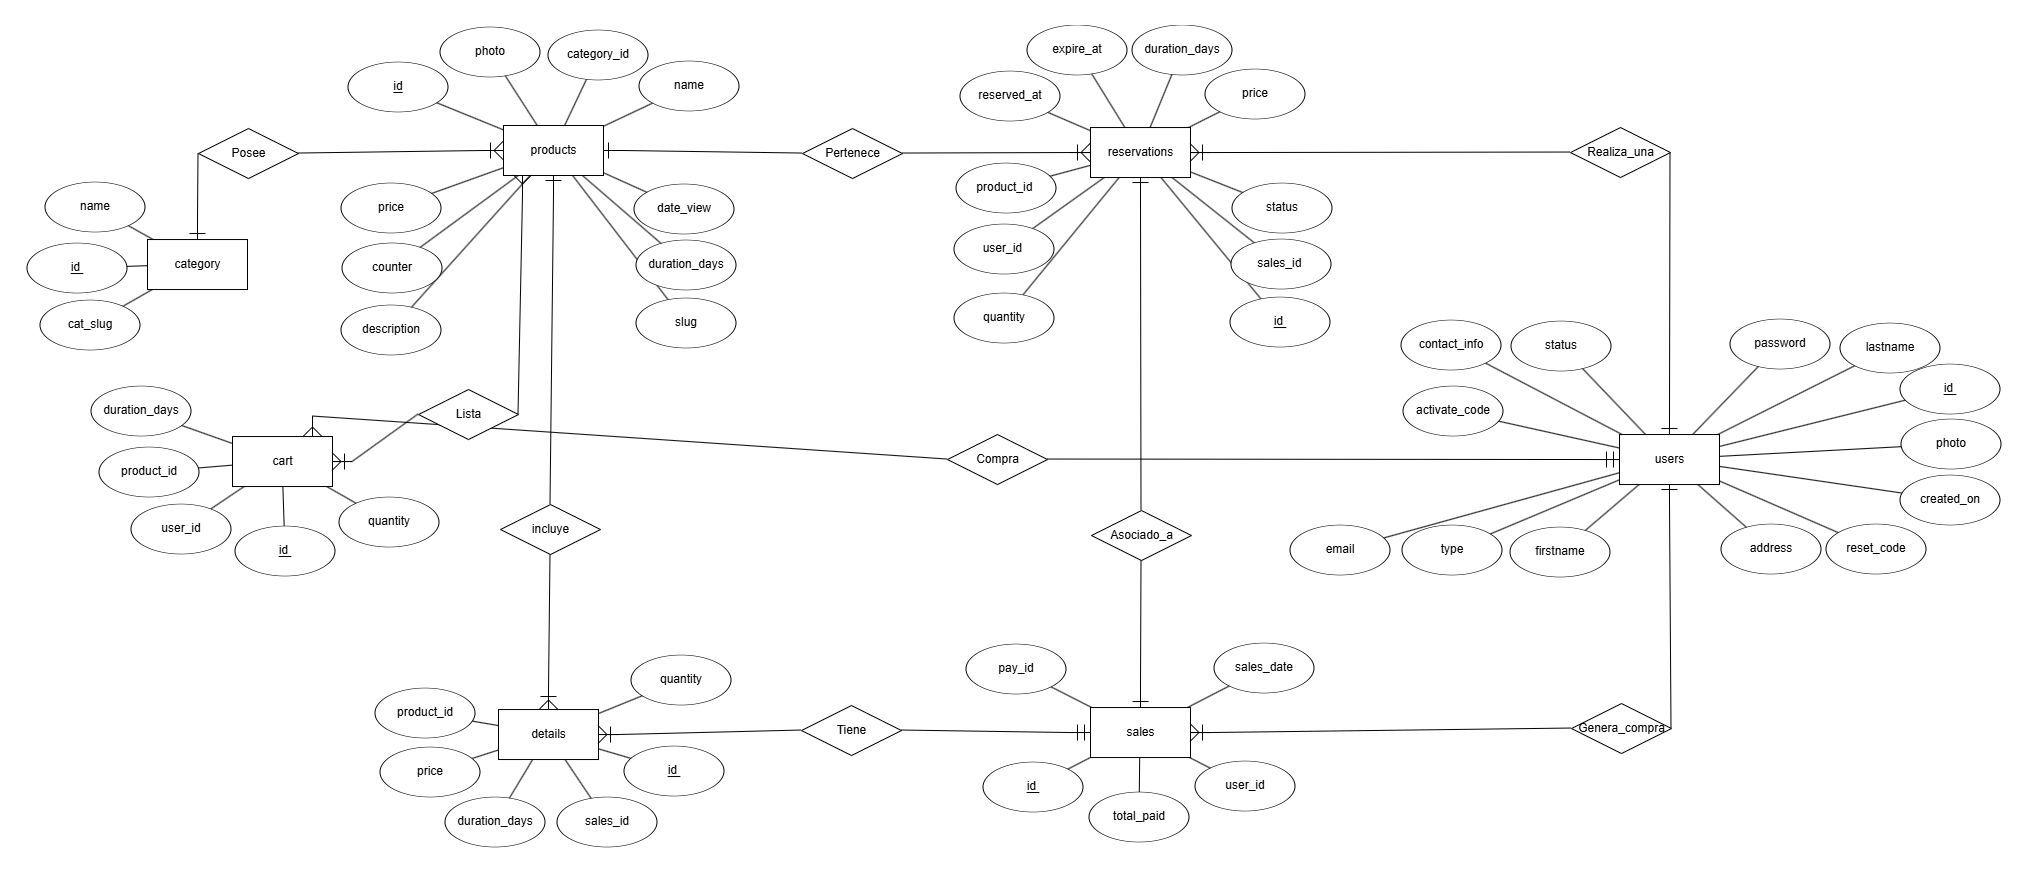 photo
category_id
id
name
products
price
counter
description
date_view
duration_days
slug
Posee
name
id
cat_slug
category
Pertenece
expire_at
duration_days
reserved_at
price
reservations
product_id
user_id
quantity
status
sales_id
id
Realiza_una
duration_days
product_id
user_id
id
quantity
cart
Lista
Compra
incluye
Asociado_a
contact_info
status
password
lastname
id
activate_code
photo
users
created_on
email
type
firstname
address
reset_code
quantity
product_id
details
price
id
duration_days
sales_id
Tiene
pay_id
sales_date
sales
id
total_paid
user_id
Genera_compra